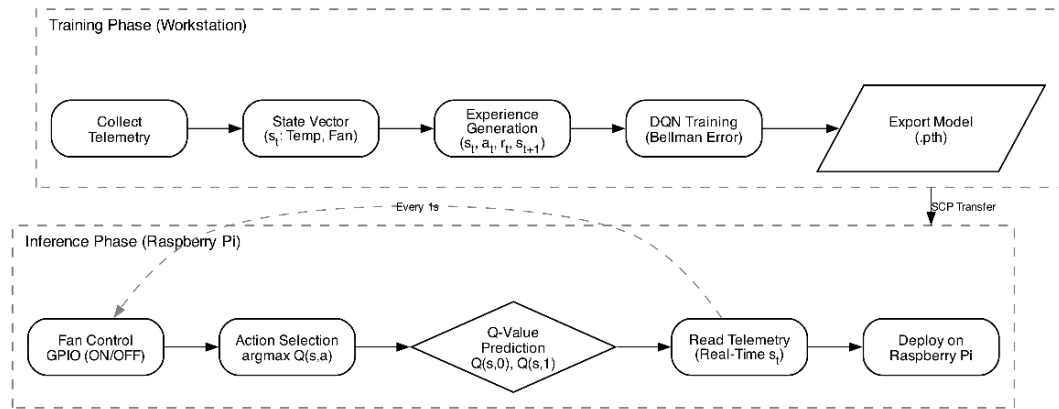 Training Phase (Workstation)
Collect
Telemetry
State Vector
(sₜ: Temp, Fan)
Experience
Generation
(sₜ, aₜ, rₜ, sₜ₊₁)
DQN Training
(Bellman Error)
Export Model
(.pth)
Every 1s
SCP Transfer
Inference Phase (Raspberry Pi)
Fan Control
GPIO (ON/OFF)
Action Selection
argmax Q(s,a)
Q-Value
Prediction
Q(s,0), Q(s,1)
Read Telemetry
(Real-Time sₜ)
Deploy on
Raspberry Pi